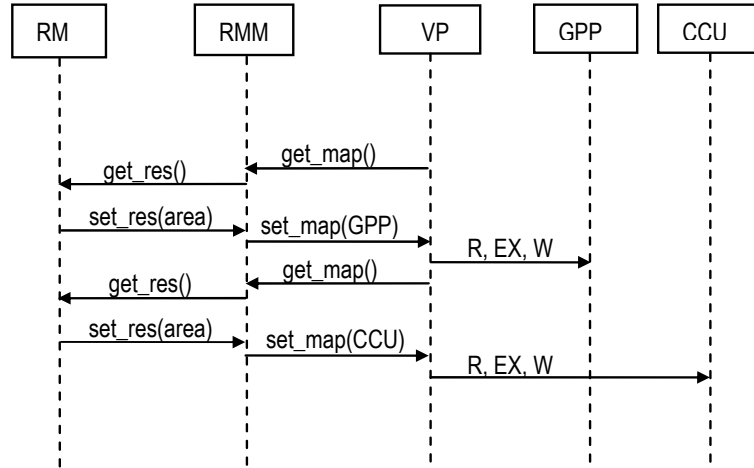 RM
RMM
VP
GPP
CCU
get_map()
get_res()
set_res(area)
set_map(GPP)
R, EX, W
get_map()
get_res()
set_res(area)
set_map(CCU)
R, EX, W